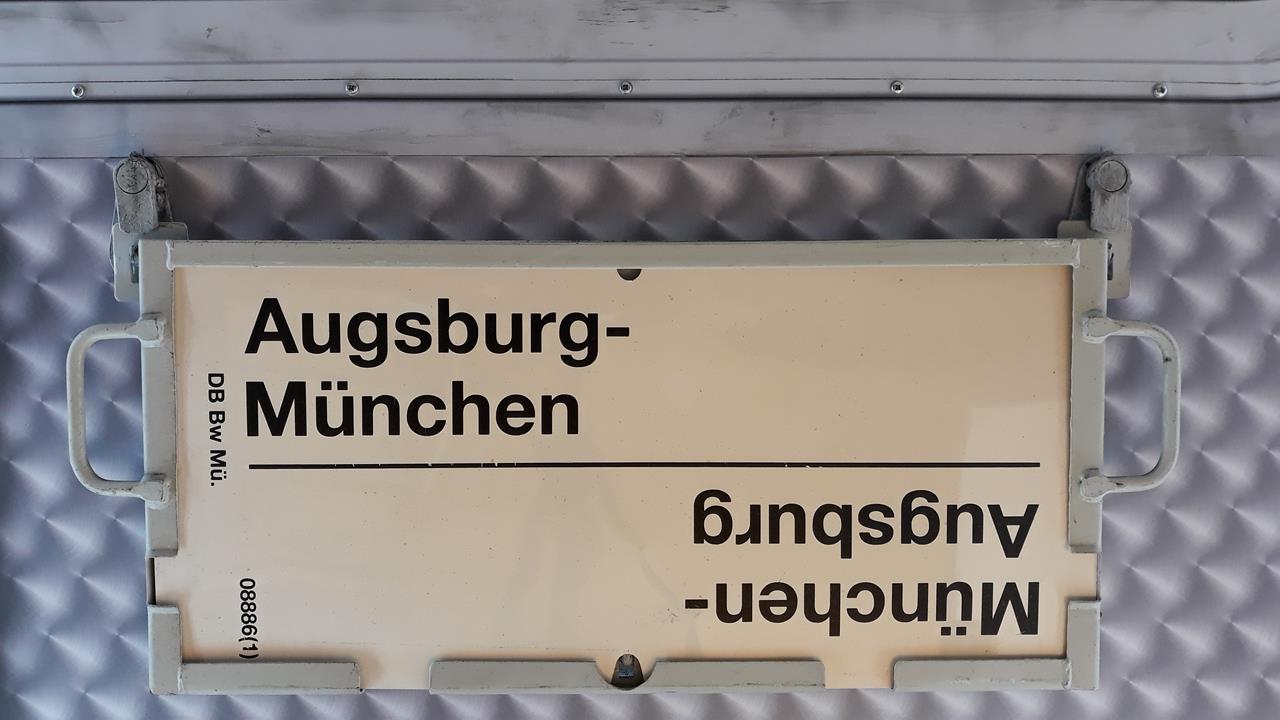 Augsburg-
München
DB Bw Mü.
08886(1)
München-
Augsburg